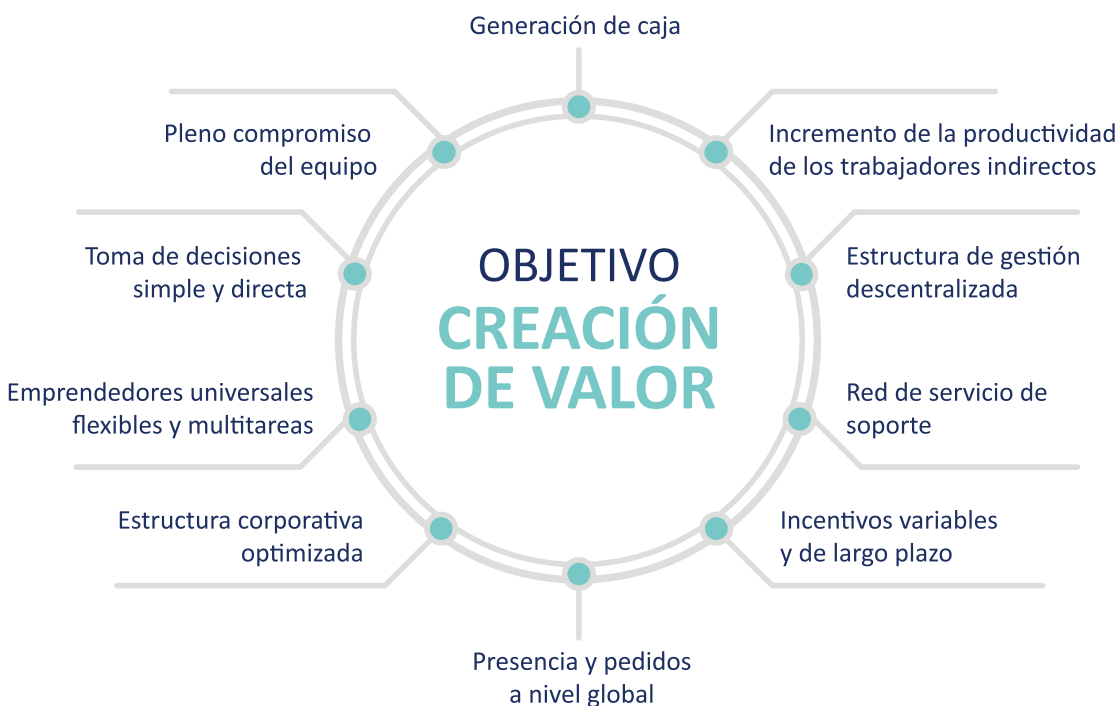 Generación de caja
Pleno compromiso
del equipo
Incremento de la productividad
de los trabajadores indirectos
Toma de decisiones
simple y directa
OBJETIVO
CREACIÓN
DE VALOR
Estructura de gestión
descentralizada
Emprendedores universales
flexibles y multitareas
Red de servicio de
soporte
Estructura corporativa
optimizada
Incentivos variables
y de largo plazo
Presencia y pedidos
a nivel global